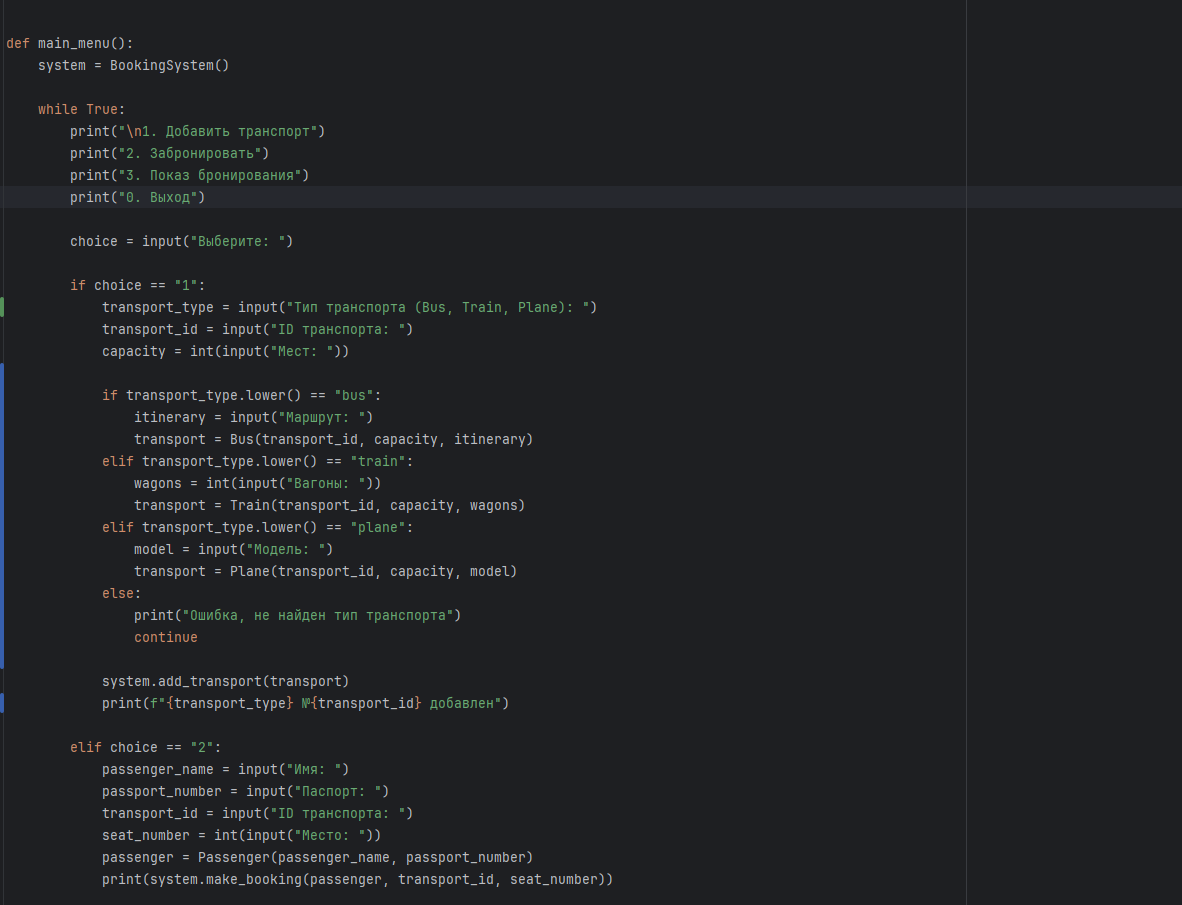 def main_menu():
    system = BookingSystem()

    while True:
        print("\n1. Добавить транспорт")
        print("2. Забронировать")
        print("3. Показ бронирования")
        print("0. Выход")

        choice = input("Выберите: ")

        if choice == "1":
            transport_type = input("Тип транспорта (Bus, Train, Plane): ")
            transport_id = input("ID транспорта: ")
            capacity = int(input("Мест: "))

            if transport_type.lower() == "bus":
                itinerary = input("Маршрут: ")
                transport = Bus(transport_id, capacity, itinerary)
            elif transport_type.lower() == "train":
                wagons = int(input("Вагоны: "))
                transport = Train(transport_id, capacity, wagons)
            elif transport_type.lower() == "plane":
                model = input("Модель: ")
                transport = Plane(transport_id, capacity, model)
            else:
                print("Ошибка, не найден тип транспорта")
                continue

            system.add_transport(transport)
            print(f"{transport_type} №{transport_id} добавлен")

        elif choice == "2":
            passenger_name = input("Имя: ")
            passport_number = input("Паспорт: ")
            transport_id = input("ID транспорта: ")
            seat_number = int(input("Место: "))
            passenger = Passenger(passenger_name, passport_number)
            print(system.make_booking(passenger, transport_id, seat_number))